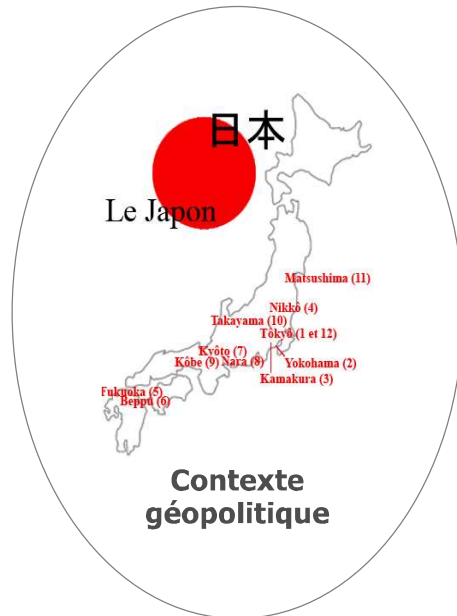 日本
Le Japon
Matsushima (11)
Nikkô (4)
Takayama (10)
Tôkyô (1 et 12)
Kyôto (7)
Kôbe (9) Nara (8)
Yokohama (2)
Kamakura (3)
Fukuoka (5)
Beppu (6)
Contexte
géopolitique